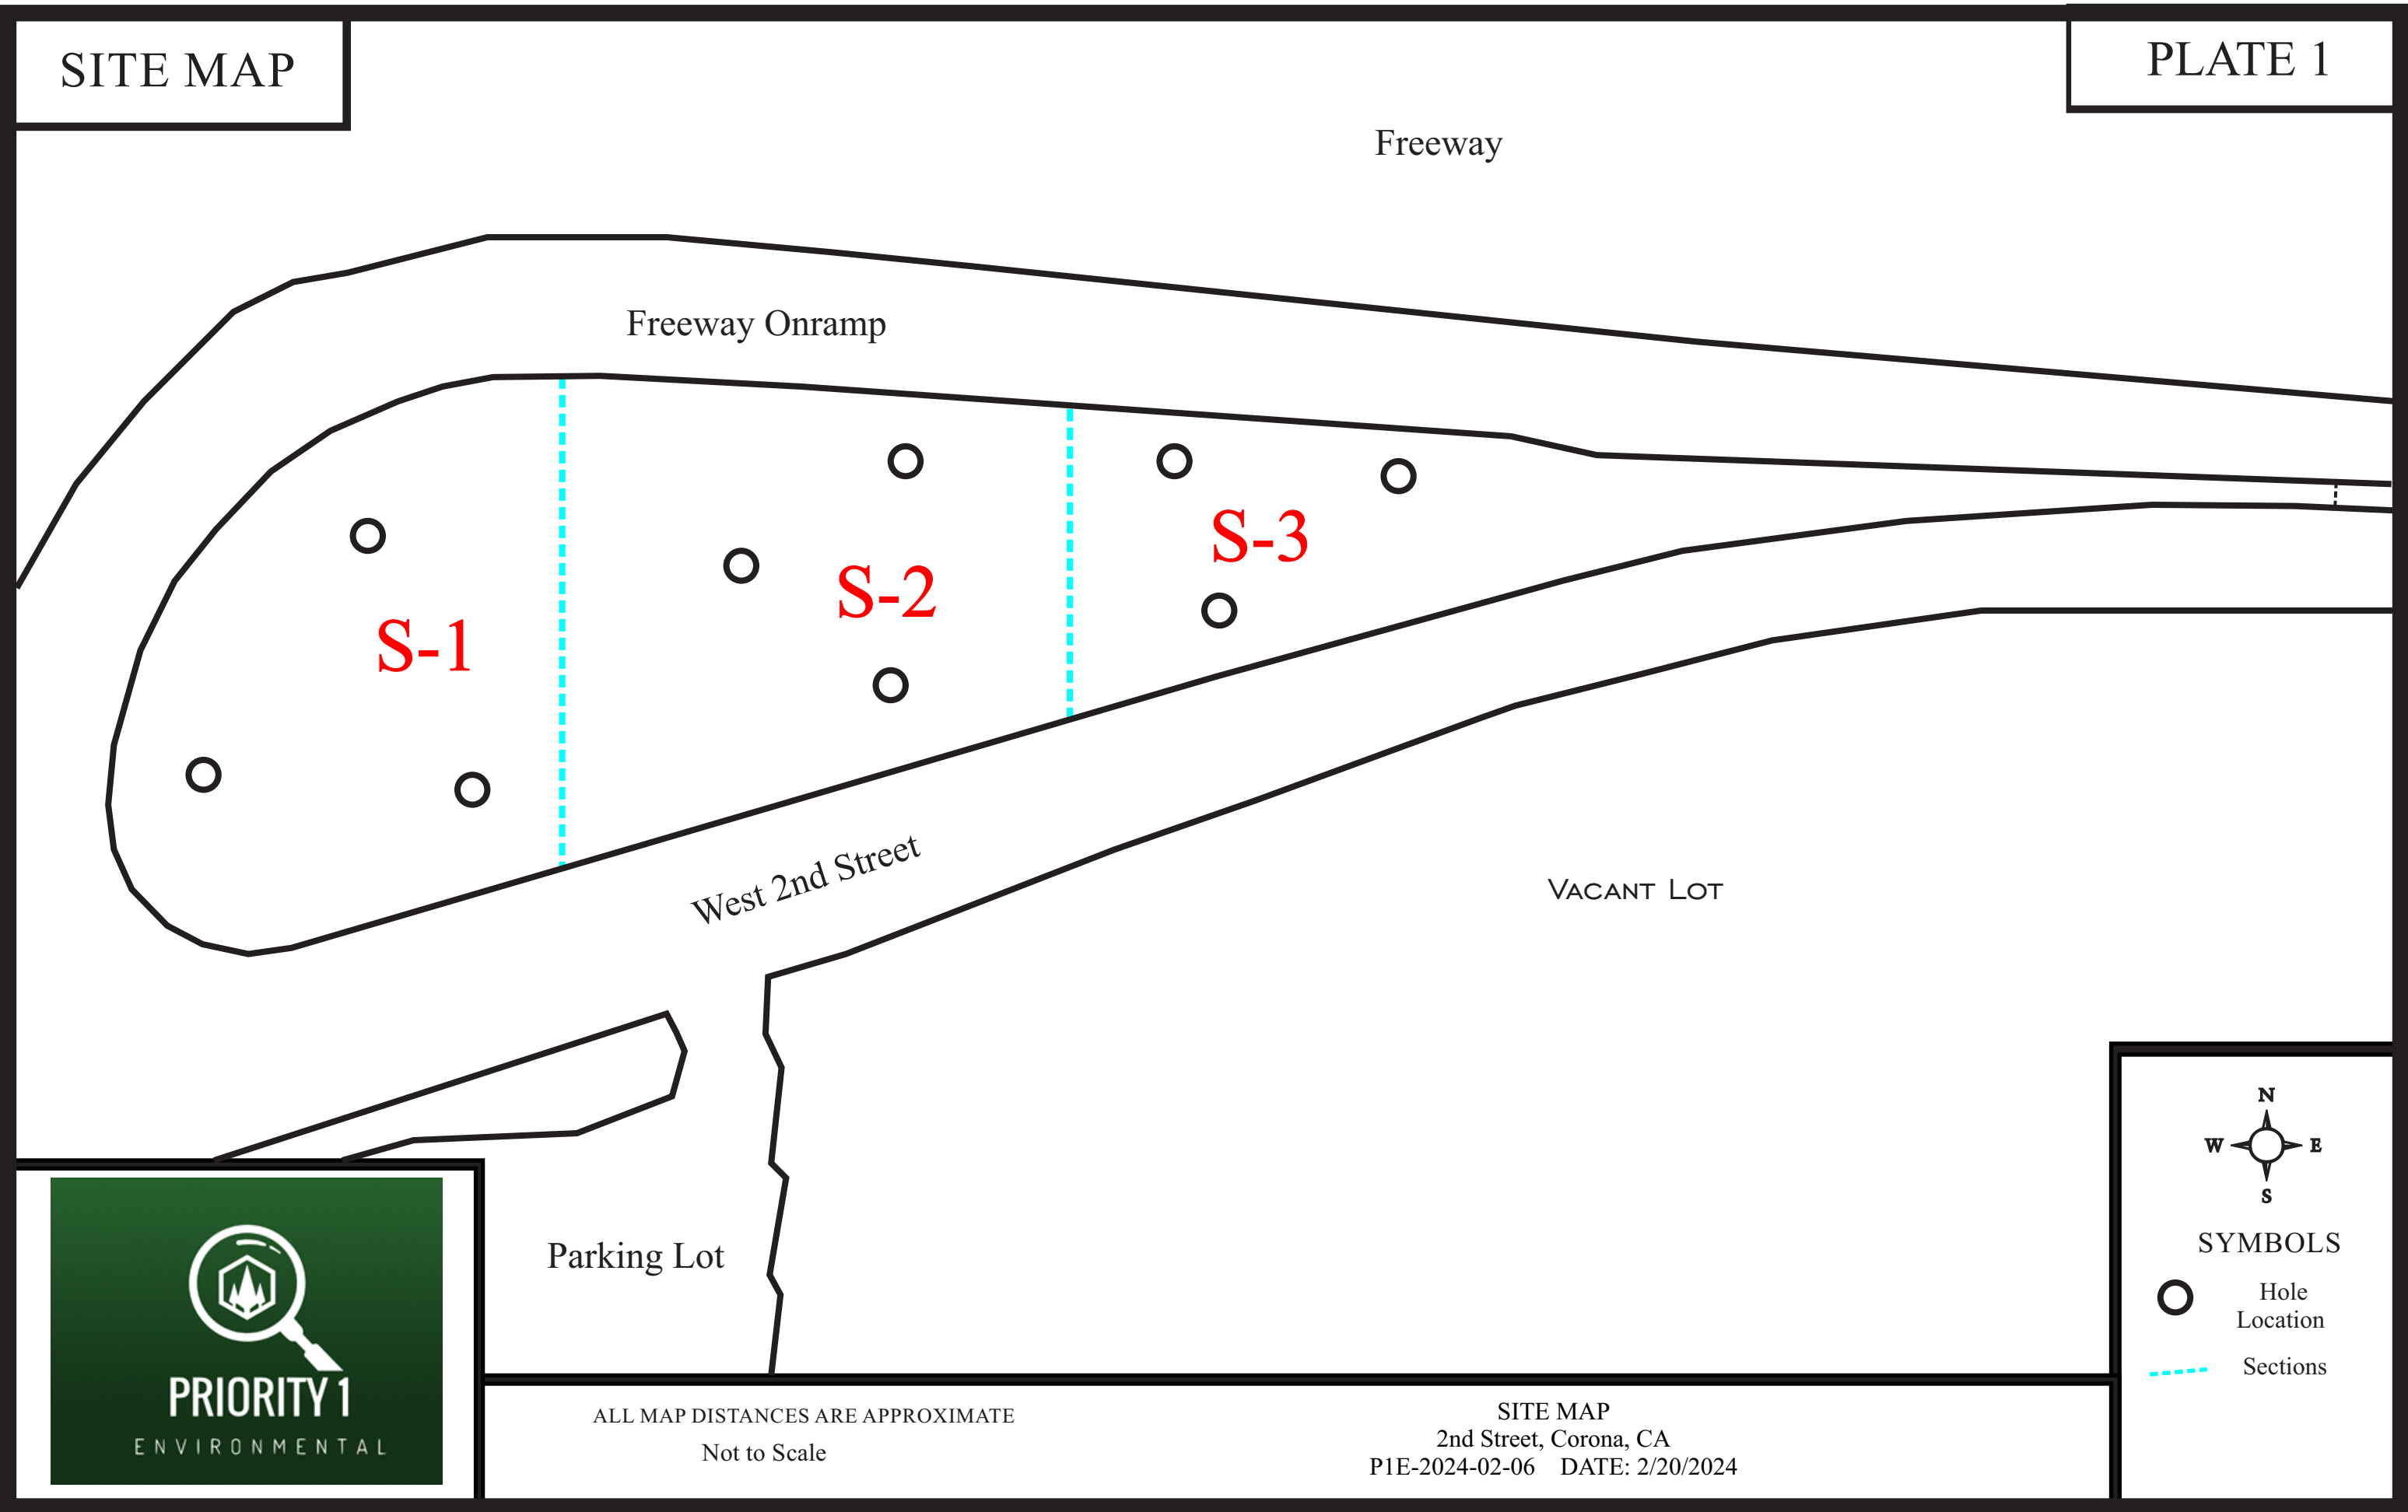 SITE MAP
PLATE 1
Freeway
Freeway Onramp
S-1
S-2
S-3
West 2nd Street
VACANT LOT
Parking Lot
N
W
E
S
SYMBOLS
Hole
Location
Sections
PRIORITY 1
ENVIRONMENTAL
ALL MAP DISTANCES ARE APPROXIMATE
Not to Scale
SITE MAP
2nd Street, Corona, CA
P1E-2024-02-06 DATE: 2/20/2024